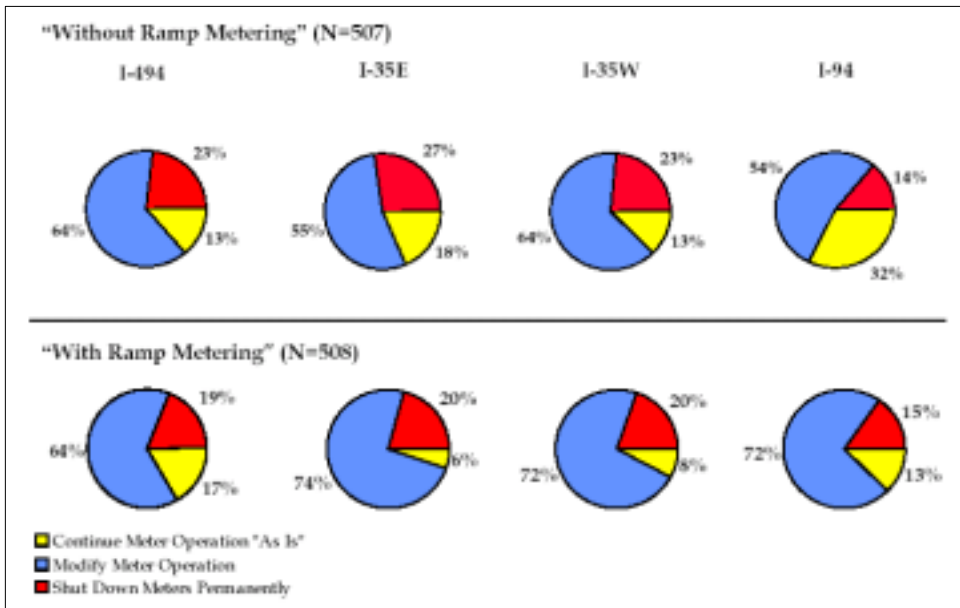 “Without Ramp Metering” (N=507)
I-494 I-35E I-35W I-94
23% 27% 23% 14%
64% 55% 64% 54%
13% 18% 13% 32%
“With Ramp Metering” (N=508)
19% 20% 20% 15%
64% 74% 72% 72%
17% 6% 8% 13%
Continue Meter Operation "As Is"
Modify Meter Operation
Shut Down Meters Permanently